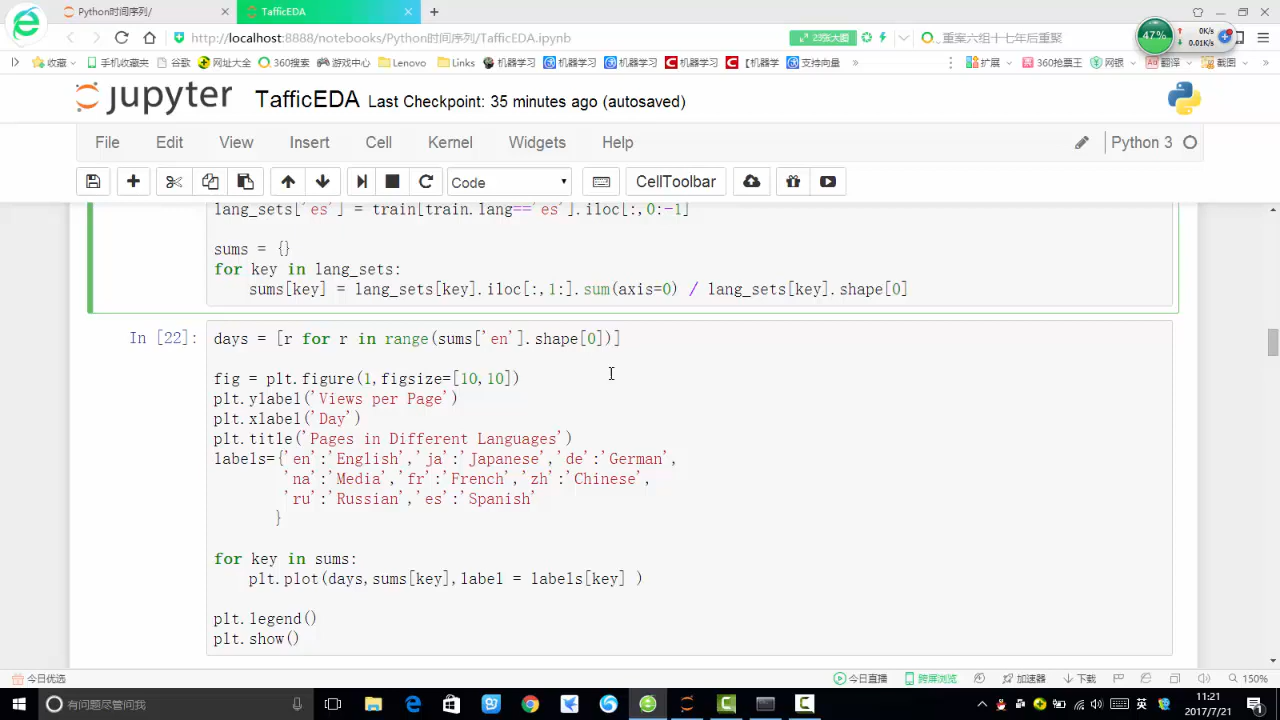 Python时间序列/
TafficEDA
http://localhost:8888/notebooks/Python时间序列/TafficEDA.ipynb
重案六组十七年后重聚
47%
0K/s
0.01K/s
收藏 手机收藏夹 谷歌 网址大全 360搜索 游戏中心 Lenovo Links 机器学习 机器学习 机器学习 机器学习 【机器学 支持向量 » 扩展 360抢票王 网银 翻译 截图 »
jupyter TafficEDA Last Checkpoint: 35 minutes ago (autosaved)
File Edit View Insert Cell Kernel Widgets Help Python 3
Code CellToolbar
lang_sets['es'] = train[train.lang=='es'].iloc[:,0:-1]
sums = {}
for key in lang_sets:
sums[key] = lang_sets[key].iloc[:,1:].sum(axis=0) / lang_sets[key].shape[0]
In [22]: days = [r for r in range(sums['en'].shape[0])]
fig = plt.figure(1,figsize=[10,10])
plt.ylabel('Views per Page')
plt.xlabel('Day')
plt.title('Pages in Different Languages')
labels={'en':'English','ja':'Japanese','de':'German',
'na':'Media','fr':'French','zh':'Chinese',
'ru':'Russian','es':'Spanish'
}
for key in sums:
plt.plot(days,sums[key],label = labels[key] )
plt.legend()
plt.show()
今日优选 今日直播 跨屏浏览 加速器 下载 150%
有问题尽管问我
英
11:21
2017/7/21